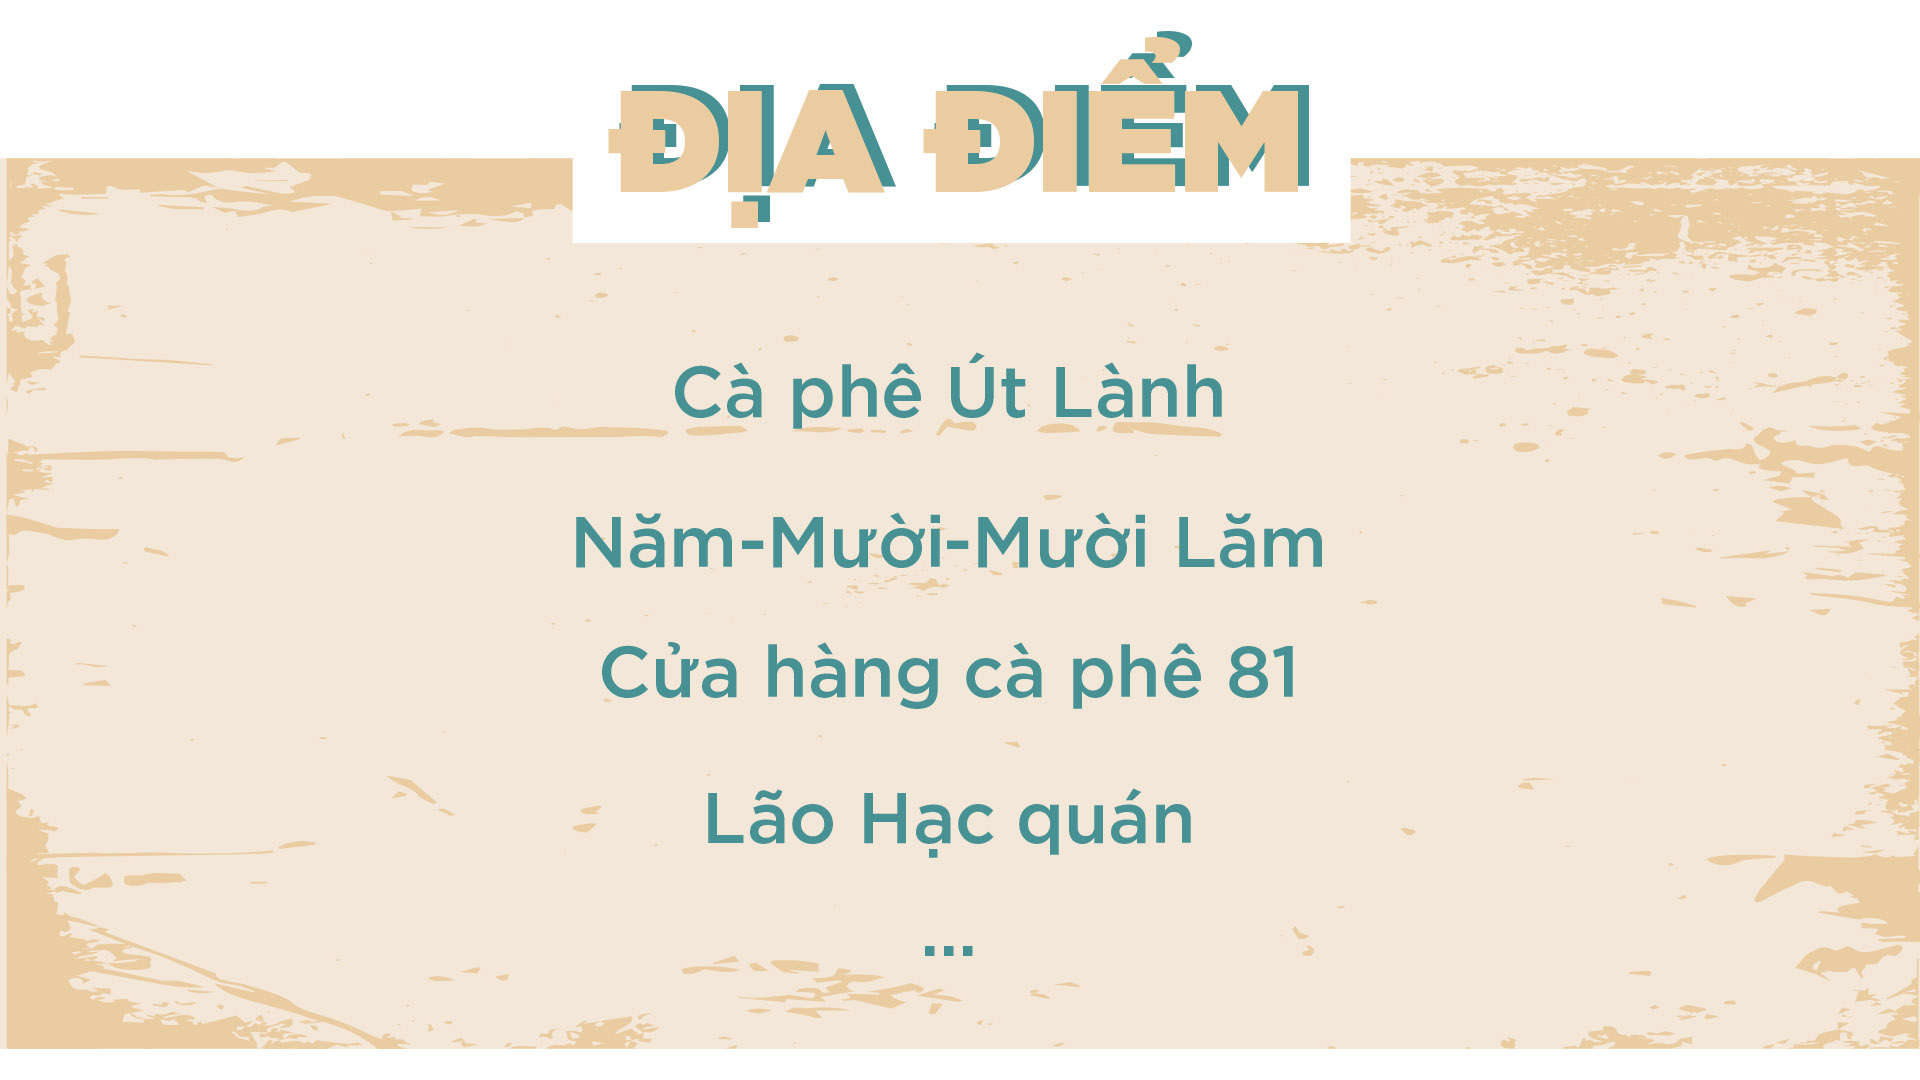 ĐỊA ĐIỂM
Cà phê Út Lành
Năm-Mười-Mười Lăm
Cửa hàng cà phê 81
Lão Hạc quán
...